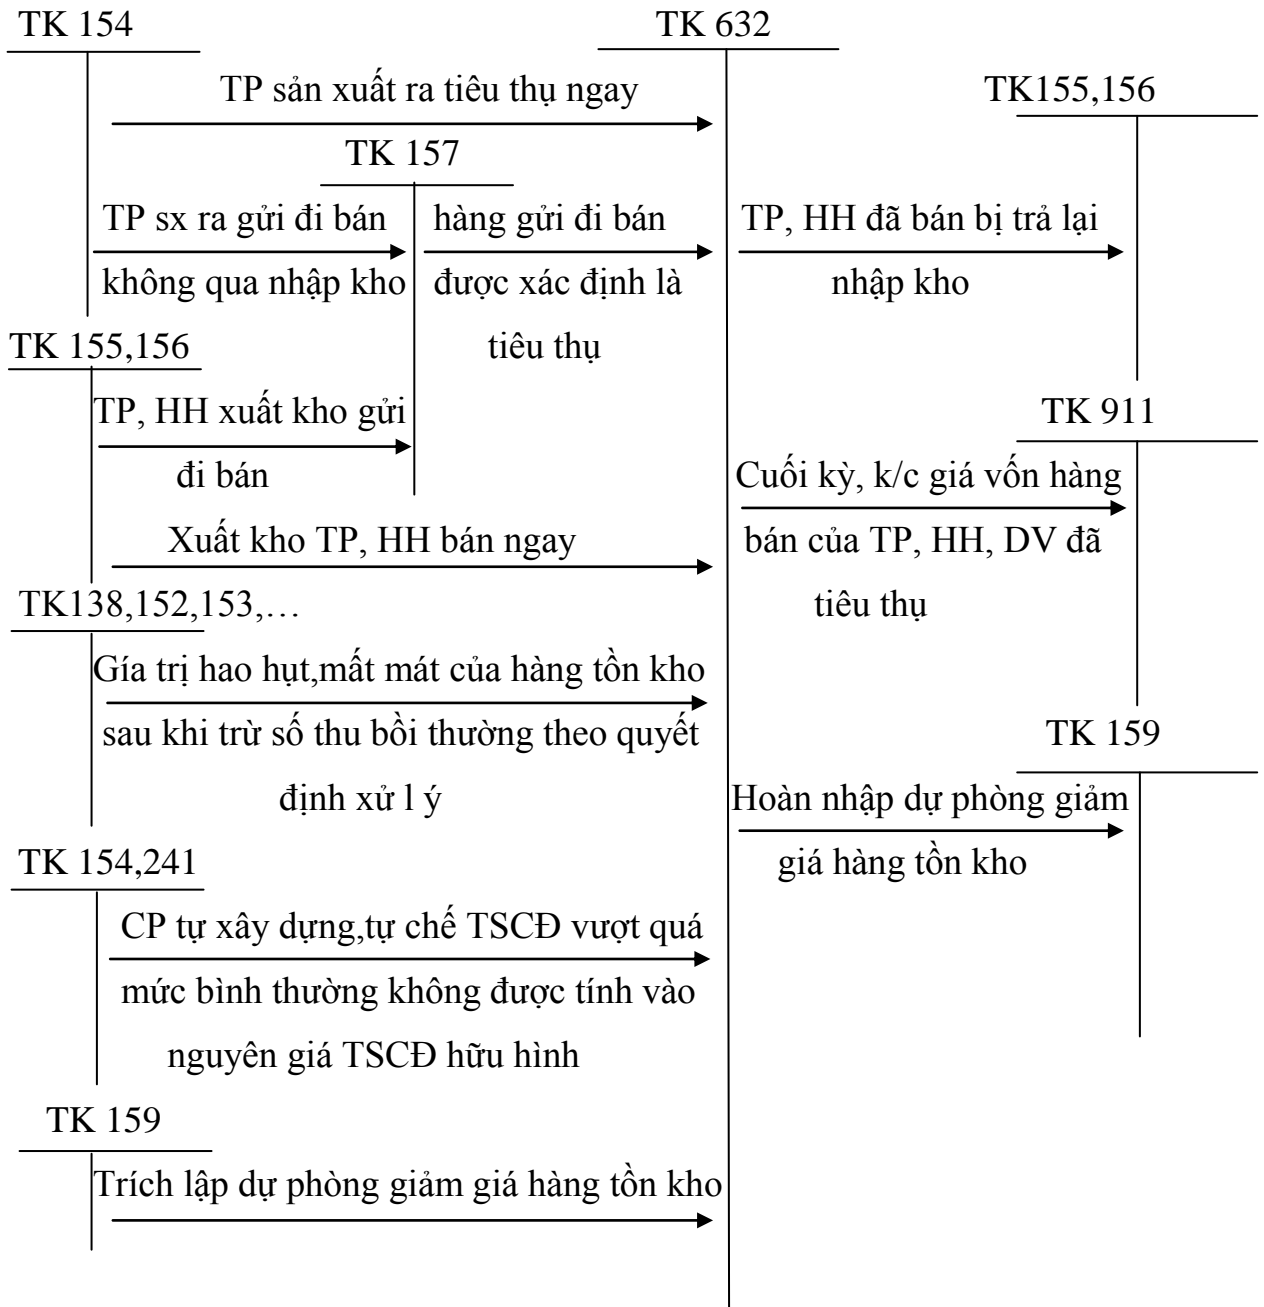 TK 154
TK 632
TP sản xuất ra tiêu thụ ngay
TK155,156
TK 157
TP sx ra gửi đi bán
không qua nhập kho
hàng gửi đi bán
được xác định là
tiêu thụ
TP, HH đã bán bị trả lại
nhập kho
TK 155,156
TP, HH xuất kho gửi
đi bán
TK 911
Cuối kỳ, k/c giá vốn hàng
bán của TP, HH, DV đã
tiêu thụ
Xuất kho TP, HH bán ngay
TK138,152,153,…
Gía trị hao hụt,mất mát của hàng tồn kho
sau khi trừ số thu bồi thường theo quyết
định xử l ý
TK 159
Hoàn nhập dự phòng giảm
giá hàng tồn kho
TK 154,241
CP tự xây dựng,tự chế TSCĐ vượt quá
mức bình thường không được tính vào
nguyên giá TSCĐ hữu hình
TK 159
Trích lập dự phòng giảm giá hàng tồn kho